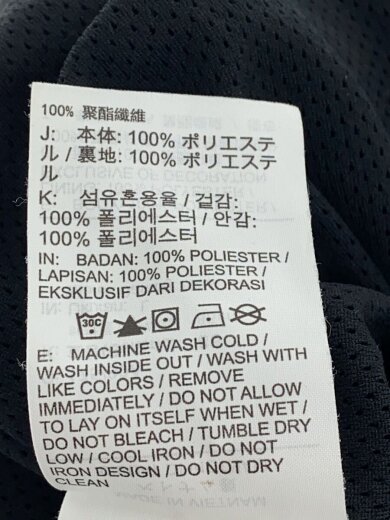 100% 聚酯纖維
J: 本体: 100% ポリエステ
ル / 裏地: 100% ポリエステ
ル
K: 섬유혼용율 / 겉감:
100% 폴리에스터 / 안감:
100% 폴리에스터
IN: BADAN: 100% POLIESTER /
LAPISAN: 100% POLIESTER /
EKSKLUSIF DARI DEKORASI
30C
E: MACHINE WASH COLD /
WASH INSIDE OUT / WASH WITH
LIKE COLORS / REMOVE
IMMEDIATELY / DO NOT ALLOW
TO LAY ON ITSELF WHEN WET /
DO NOT BLEACH / TUMBLE DRY
LOW / COOL IRON / DO NOT
IRON DESIGN / DO NOT DRY
CLEAN
MADE IN VIETNAM